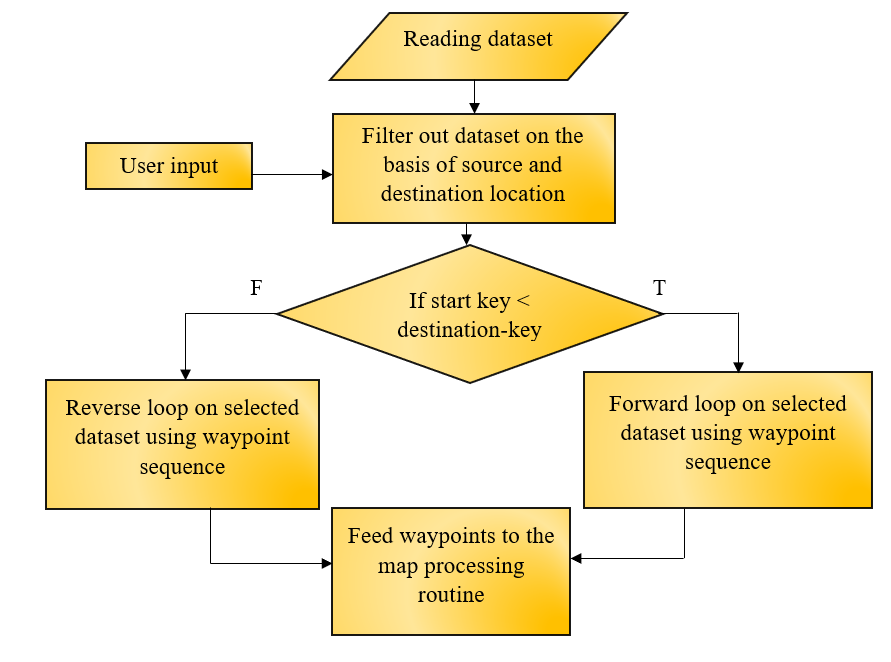 Reading dataset
Filter out dataset on the
basis of source and
destination location
User input
F
T
If start key <
destination-key
Reverse loop on selected
dataset using waypoint
sequence
Forward loop on selected
dataset using waypoint
sequence
Feed waypoints to the
map processing
routine